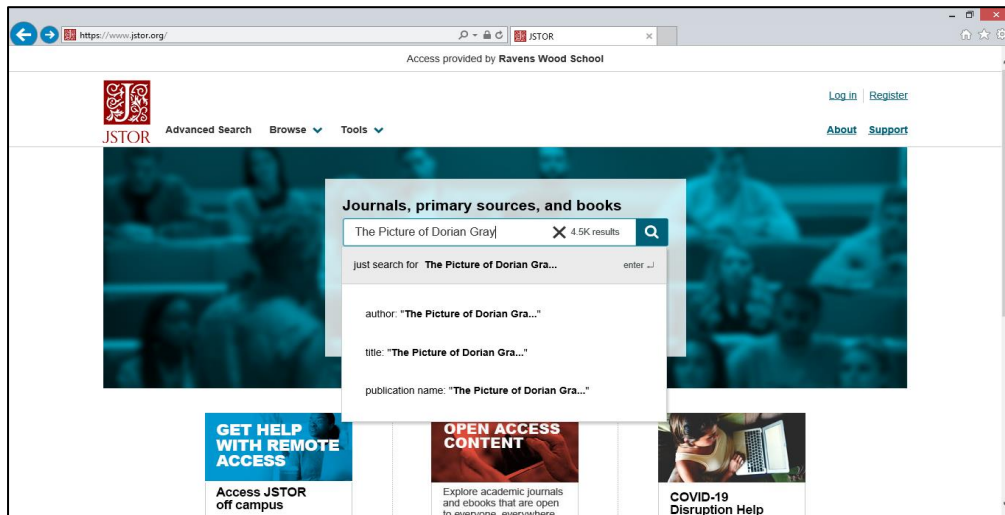 https://www.jstor.org/
JSTOR
Access provided by Ravens Wood School
Log in Register
JSTOR
Advanced Search Browse Tools
About Support
Journals, primary sources, and books
The Picture of Dorian Gray 4.5K results
just search for The Picture of Dorian Gra... enter
author: "The Picture of Dorian Gra..."
title: "The Picture of Dorian Gra..."
publication name: "The Picture of Dorian Gra..."
GET HELP
WITH REMOTE
ACCESS
Access JSTOR
off campus
OPEN ACCESS
CONTENT
Explore academic journals
and ebooks that are open
to everyone, everywhere
COVID-19
Disruption Help